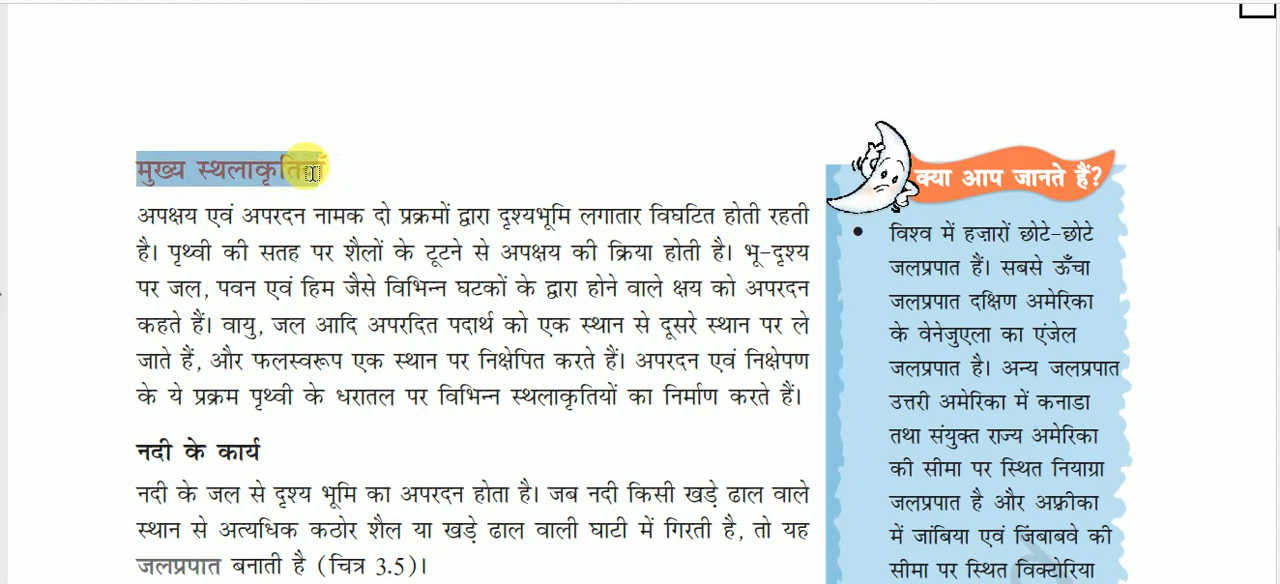 मुख्य स्थलाकृतियाँ
अपक्षय एवं अपरदन नामक दो प्रक्रमों द्वारा दृश्यभूमि लगातार विघटित होती रहती
है। पृथ्वी की सतह पर शैलों के टूटने से अपक्षय की क्रिया होती है। भू-दृश्य
पर जल, पवन एवं हिम जैसे विभिन्न घटकों के द्वारा होने वाले क्षय को अपरदन
कहते हैं। वायु, जल आदि अपरदित पदार्थ को एक स्थान से दूसरे स्थान पर ले
जाते हैं, और फलस्वरूप एक स्थान पर निक्षेपित करते हैं। अपरदन एवं निक्षेपण
के ये प्रक्रम पृथ्वी के धरातल पर विभिन्न स्थलाकृतियों का निर्माण करते हैं।
नदी के कार्य
नदी के जल से दृश्य भूमि का अपरदन होता है। जब नदी किसी खड़े ढाल वाले
स्थान से अत्यधिक कठोर शैल या खड़े ढाल वाली घाटी में गिरती है, तो यह
जलप्रपात बनाती है (चित्र 3.5)।
क्या आप जानते हैं?
• विश्व में हज़ारों छोटे-छोटे
जलप्रपात हैं। सबसे ऊँचा
जलप्रपात दक्षिण अमेरिका
के वेनेजुएला का एंजेल
जलप्रपात है। अन्य जलप्रपात
उत्तरी अमेरिका में कनाडा
तथा संयुक्त राज्य अमेरिका
की सीमा पर स्थित नियाग्रा
जलप्रपात है और अफ़्रीका
में जांबिया एवं जिंबाबवे की
सीमा पर स्थित विक्टोरिया